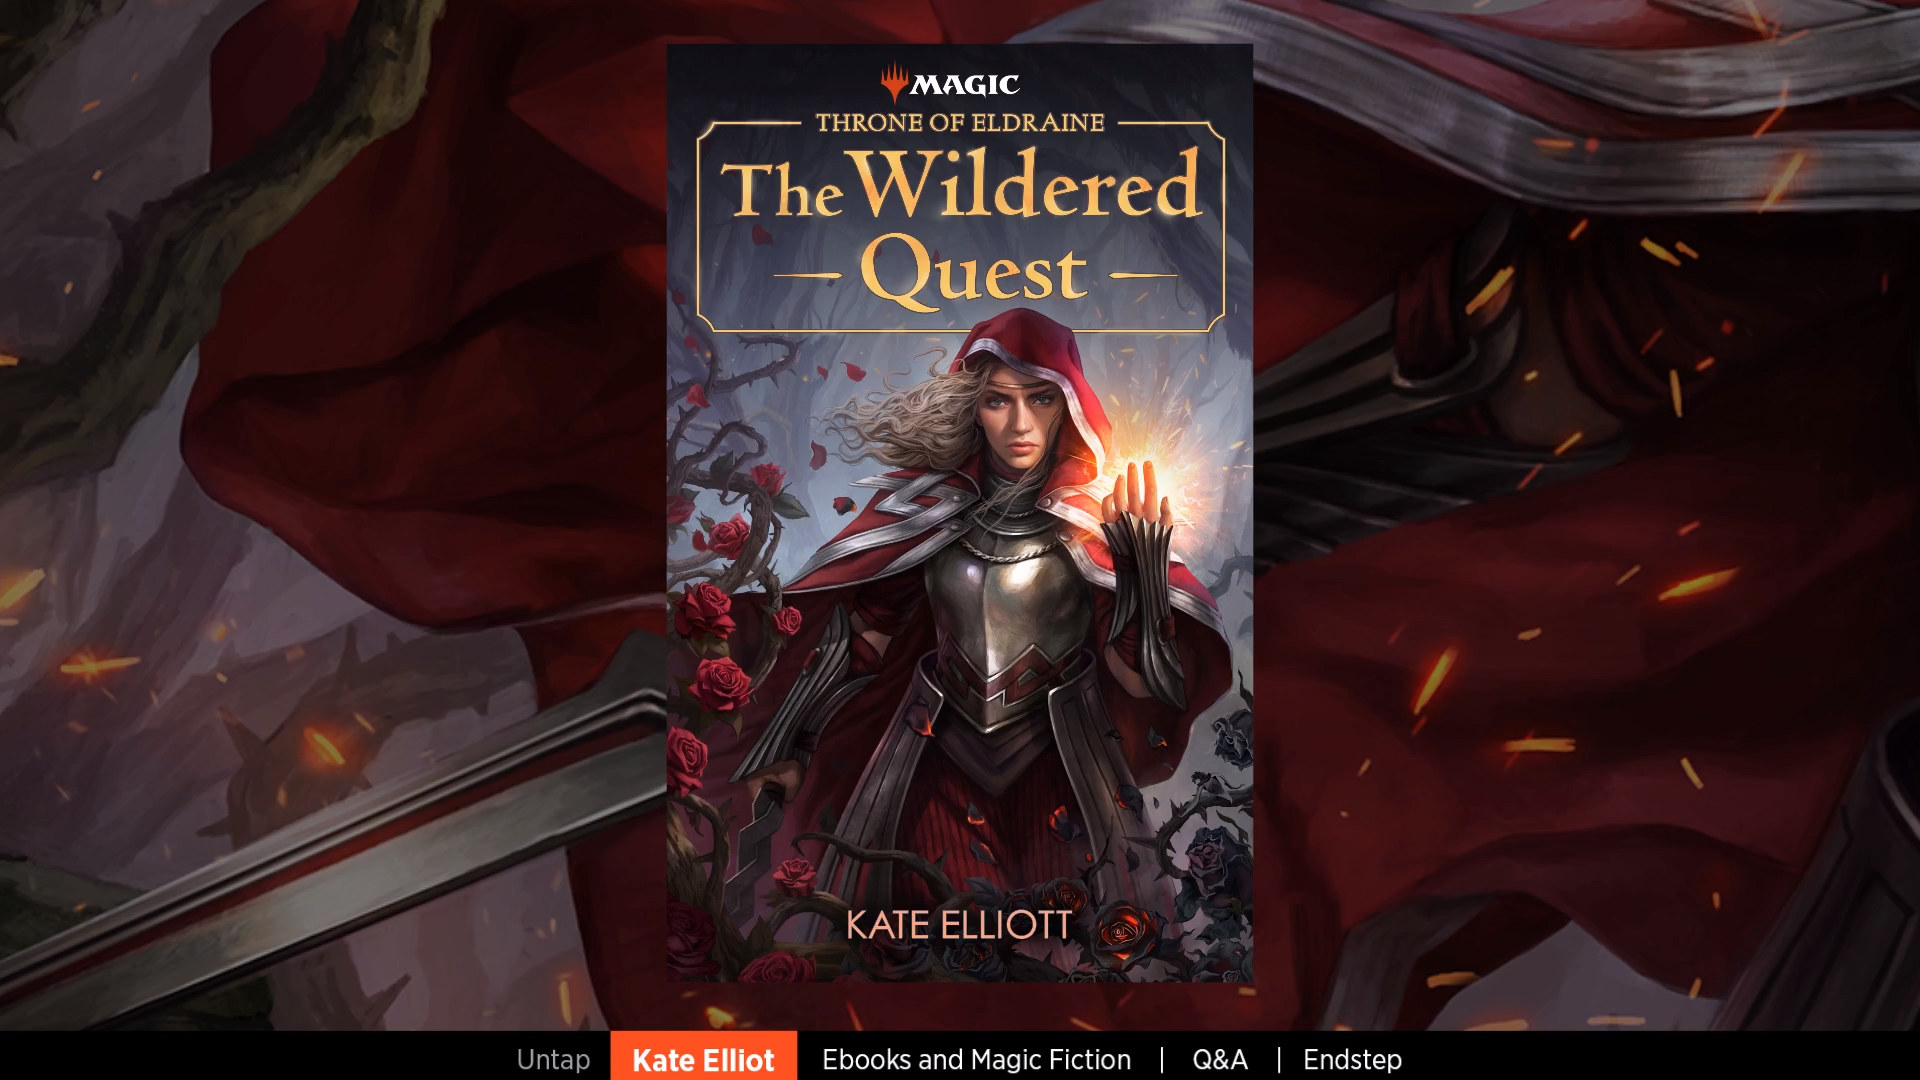 MAGIC
THRONE OF ELDRAINE
The Wildered
Quest
KATE ELLIOTT
Untap Kate Elliot Ebooks and Magic Fiction | Q&A | Endstep